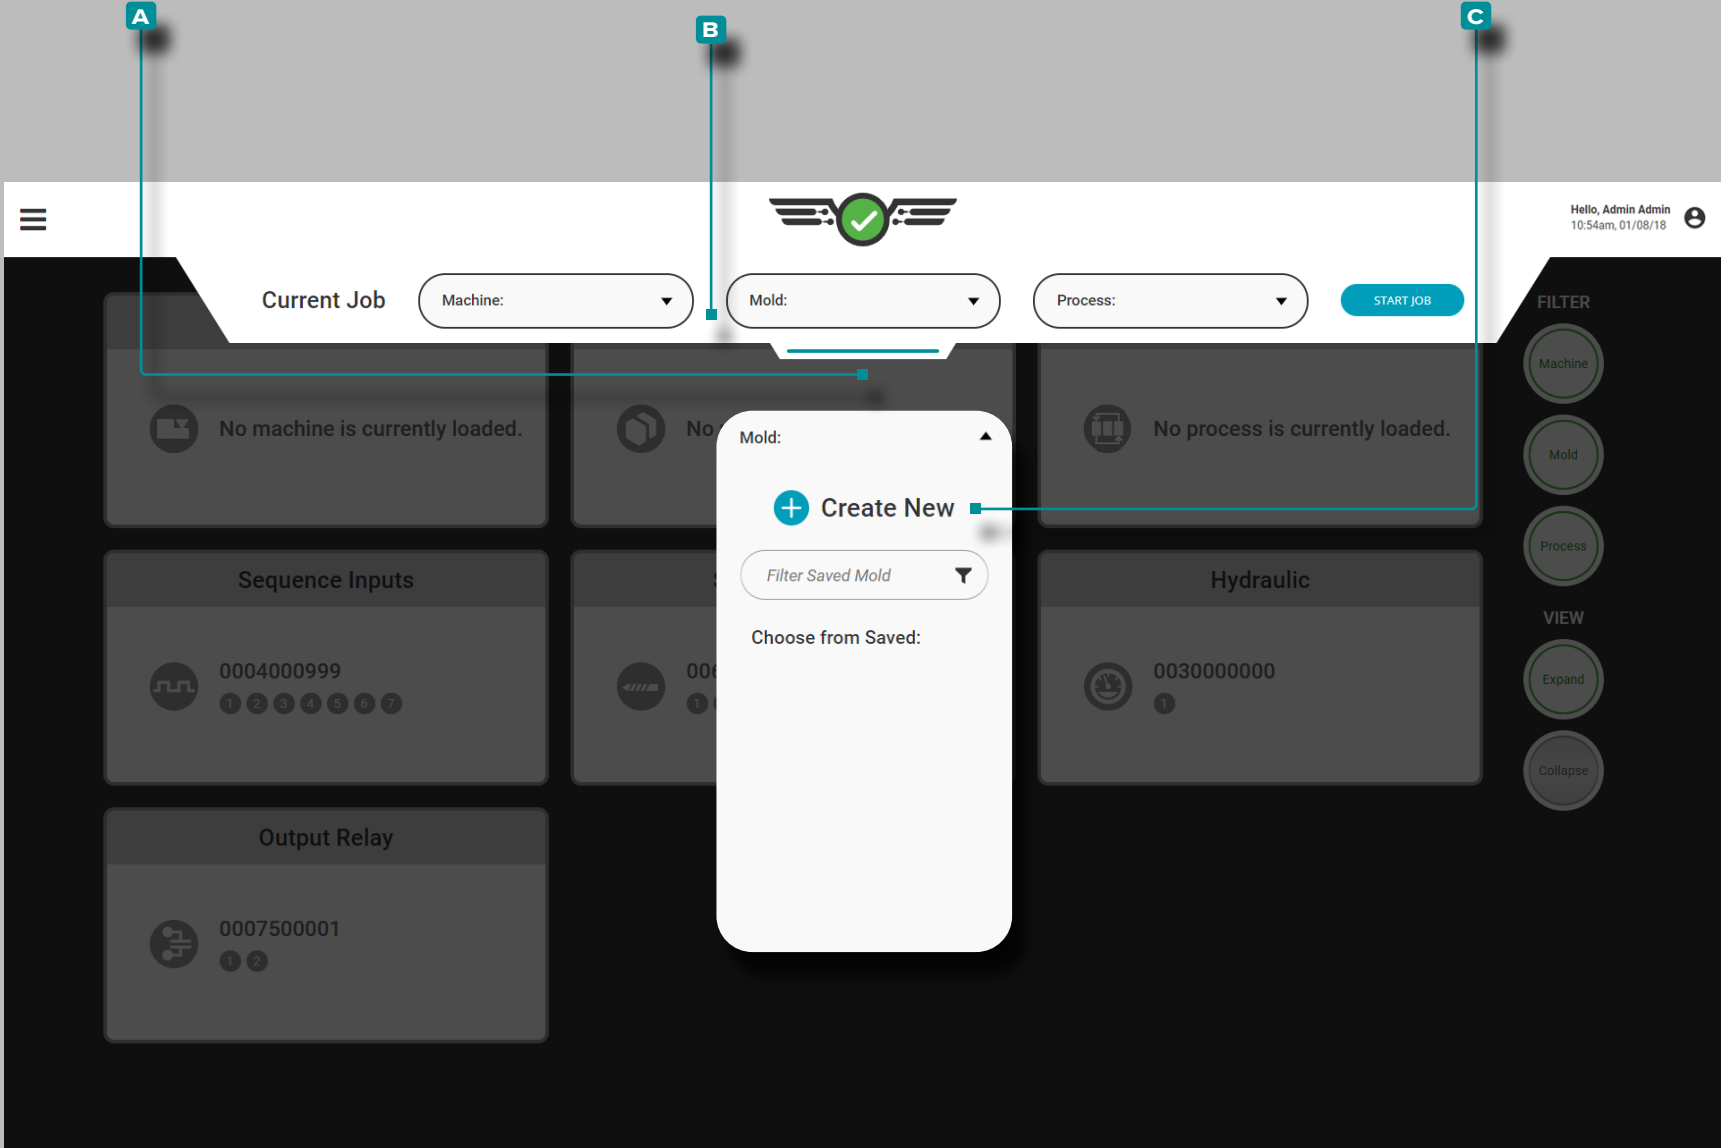 A
B
C
Hello, Admin Admin
10:54am, 01/08/18
Current Job
Machine:
Mold:
Process:
START JOB
FILTER
Machine
Mold
Process
VIEW
Expand
Collapse
No machine is currently loaded.
No
No process is currently loaded.
Mold:
Create New
Filter Saved Mold
Choose from Saved:
Sequence Inputs
0004000999
1 2 3 4 5 6 7
006
1
Hydraulic
0030000000
1
Output Relay
0007500001
1 2